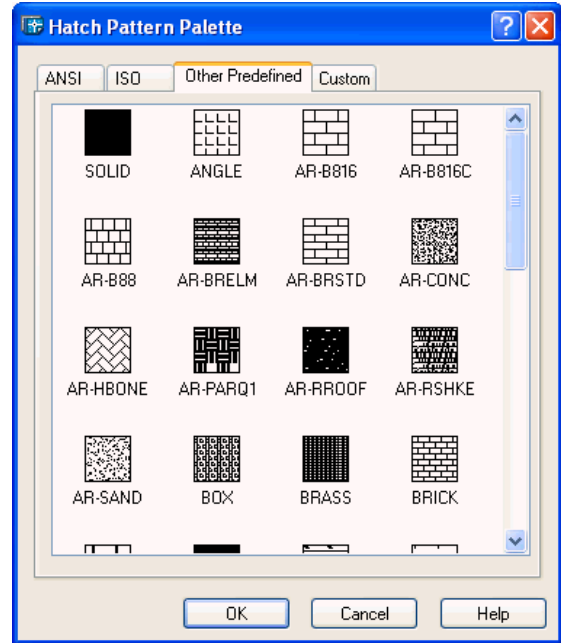 Hatch Pattern Palette
ANSI ISO Other Predefined Custom
SOLID ANGLE AR-B816 AR-B816C
AR-B88 AR-BRELM AR-BRSTD AR-CONC
AR-HBONE AR-PARQ1 AR-RROOF AR-RSHKE
AR-SAND BOX BRASS BRICK
OK Cancel Help